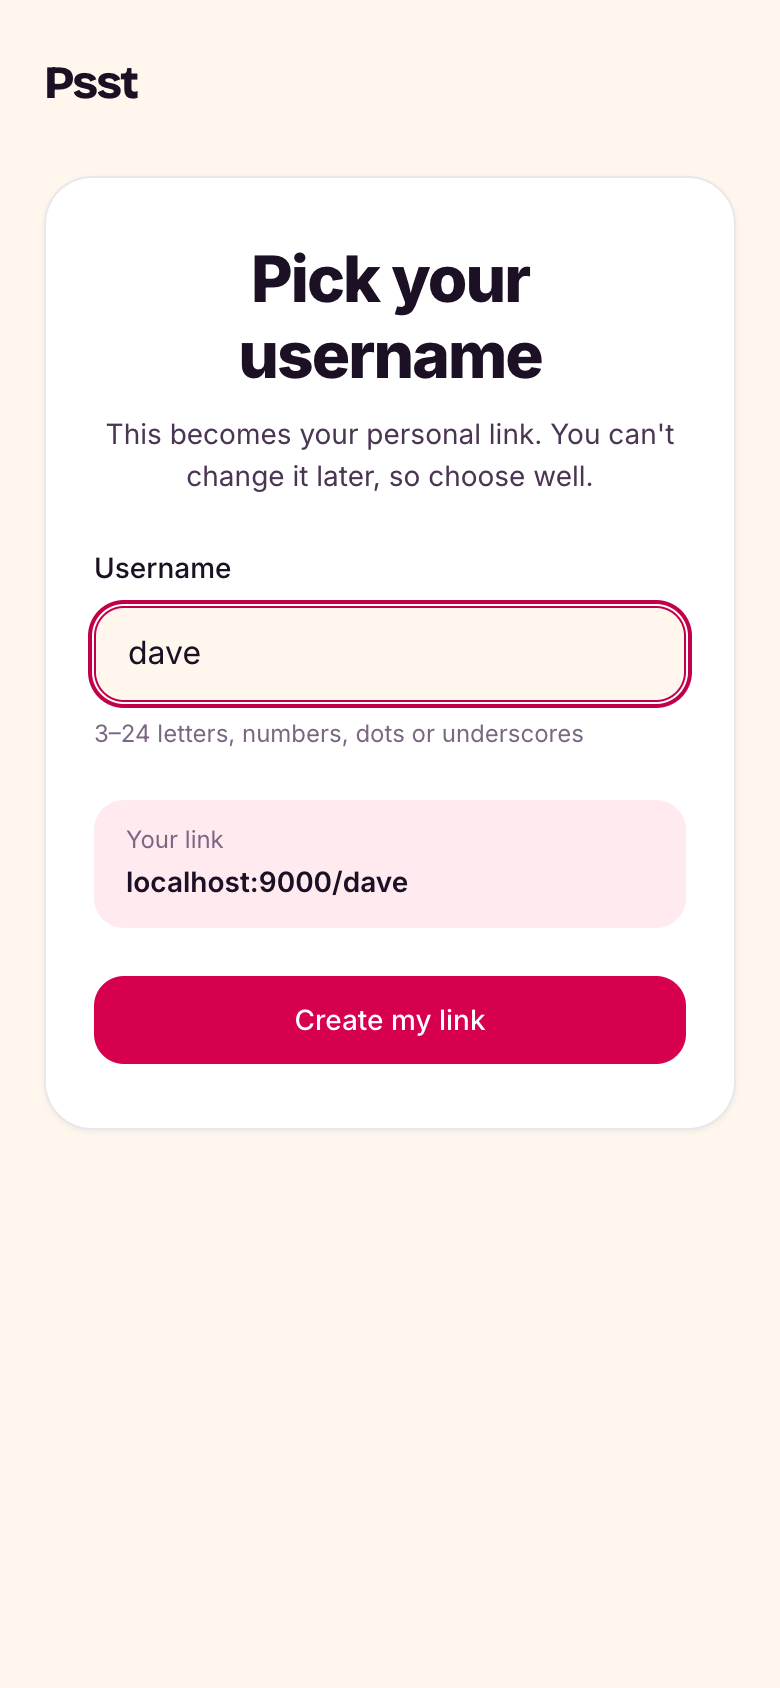 Psst
Pick your
username
This becomes your personal link. You can't
change it later, so choose well.
Username
dave
3–24 letters, numbers, dots or underscores
Your link
localhost:9000/dave
Create my link